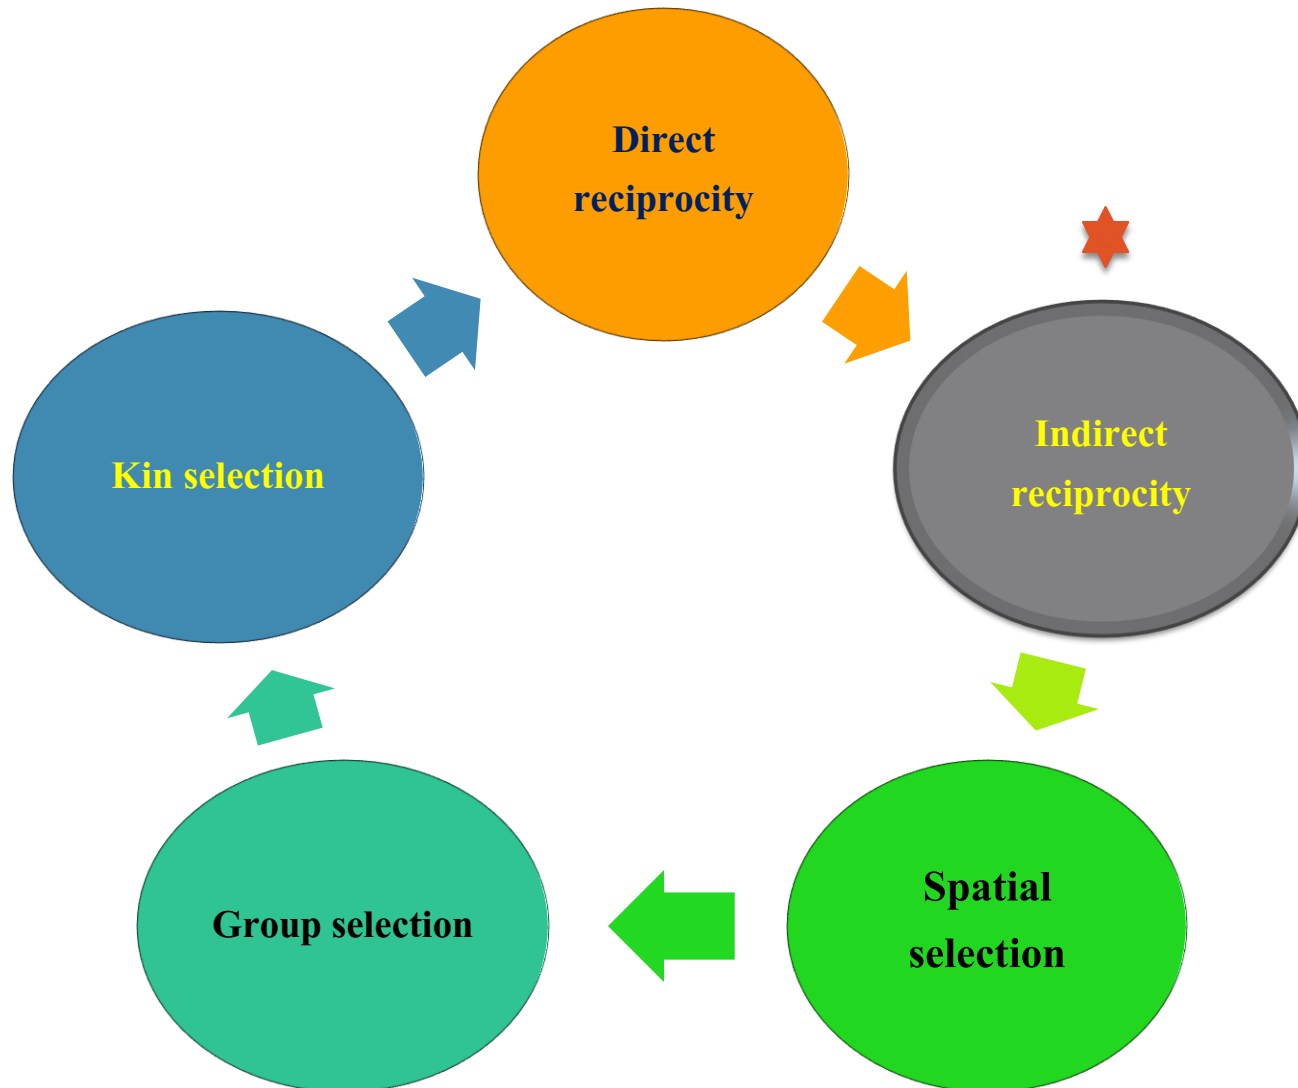 Direct
reciprocity
Indirect
reciprocity
Kin selection
Spatial
selection
Group selection